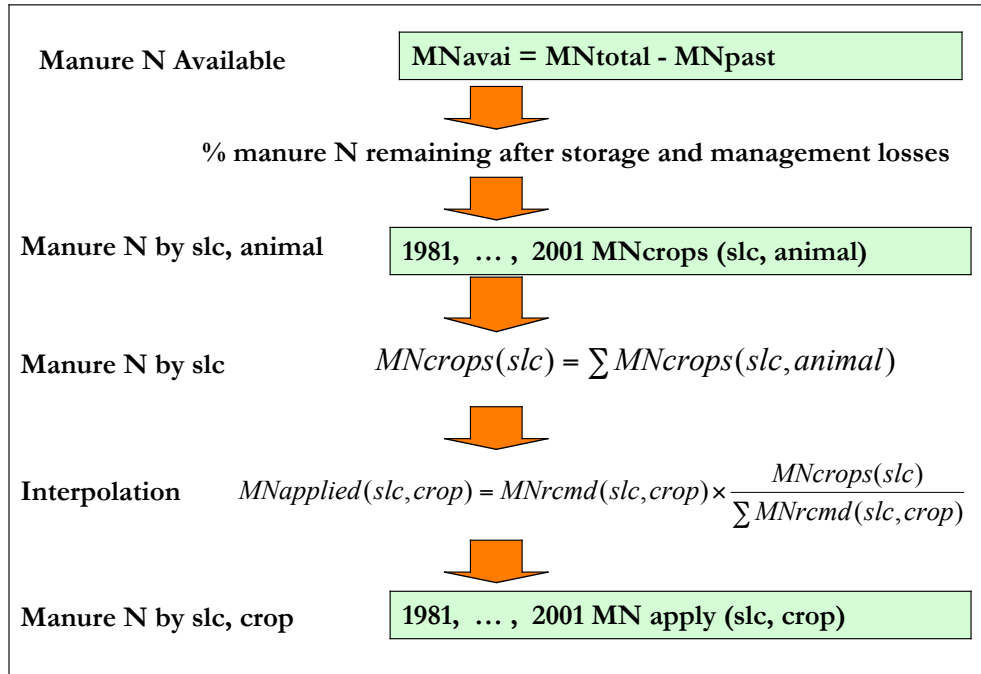 Manure N Available MNavai = MNtotal - MNpast
% manure N remaining after storage and management losses
Manure N by slc, animal 1981, … , 2001 MNcrops (slc, animal)
Manure N by slc MNcrops(slc) = ∑ MNcrops(slc, animal)
Interpolation MNapplied(slc, crop) = MNrcmd(slc, crop) × MNcrops(slc) / ∑ MNrcmd(slc, crop)
Manure N by slc, crop 1981, … , 2001 MN apply (slc, crop)